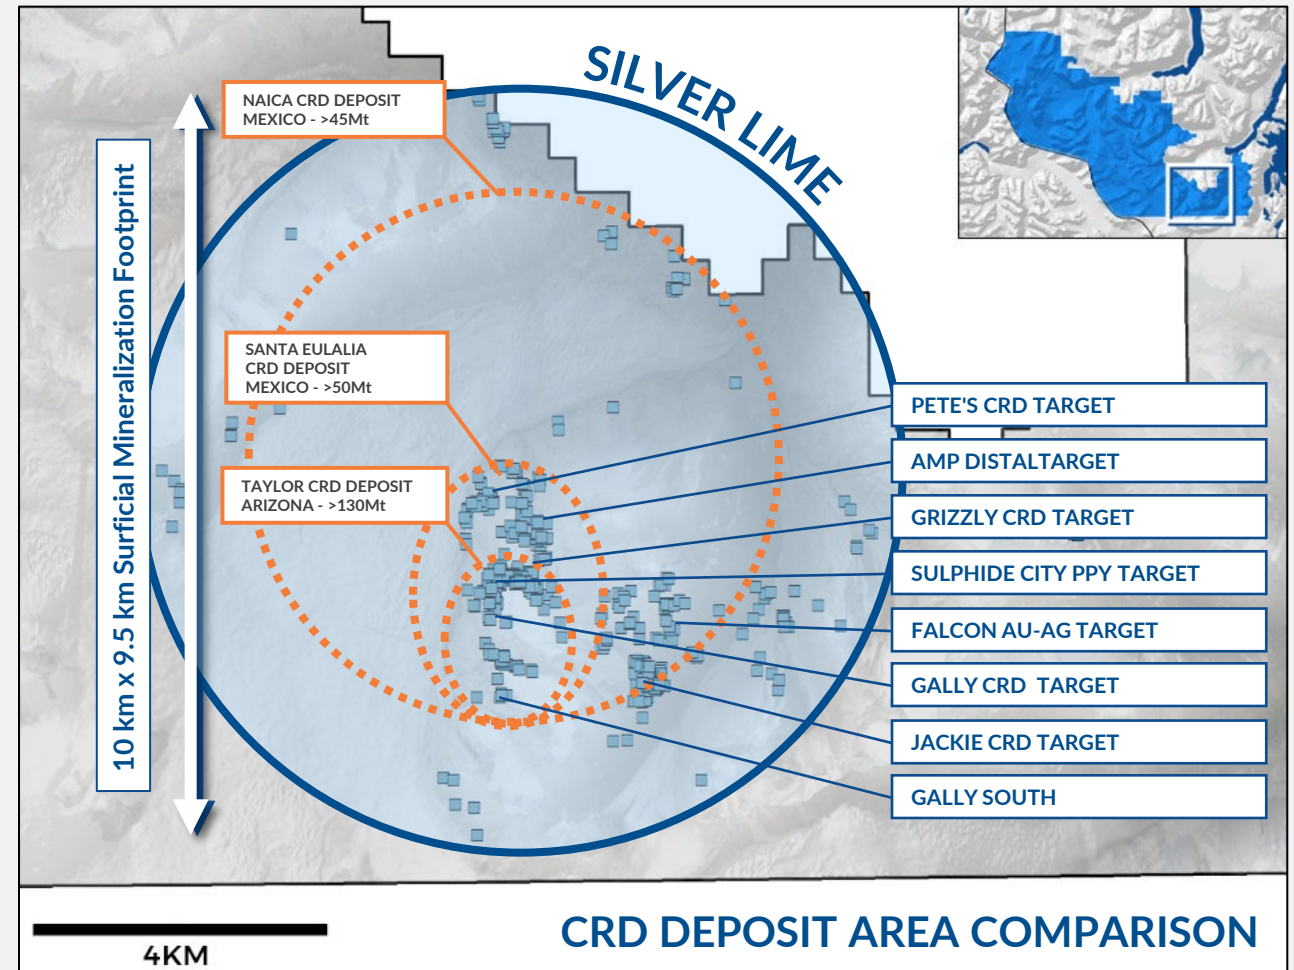 SILVER LIME
NAICA CRD DEPOSIT
MEXICO - >45Mt
10 km x 9.5 km Surficial Mineralization Footprint
SANTA EULALIA
CRD DEPOSIT
MEXICO - >50Mt
TAYLOR CRD DEPOSIT
ARIZONA - >130Mt
PETE'S CRD TARGET
AMP DISTALTARGET
GRIZZLY CRD TARGET
SULPHIDE CITY PPY TARGET
FALCON AU-AG TARGET
GALLY CRD  TARGET
JACKIE CRD TARGET
GALLY SOUTH
4KM
CRD DEPOSIT AREA COMPARISON